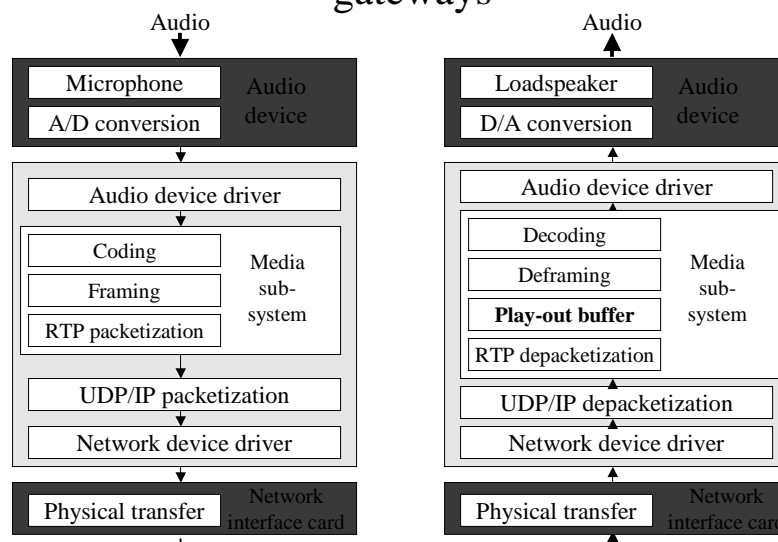 gateways
Audio
Microphone
Audio
device
A/D conversion
Audio device driver
Coding
Framing
RTP packetization
Media
sub-
system
UDP/IP packetization
Network device driver
Physical transfer
Network
interface card
Audio
Loadspeaker
Audio
device
D/A conversion
Audio device driver
Decoding
Deframing
Play-out buffer
RTP depacketization
Media
sub-
system
UDP/IP depacketization
Network device driver
Physical transfer
Network
interface card